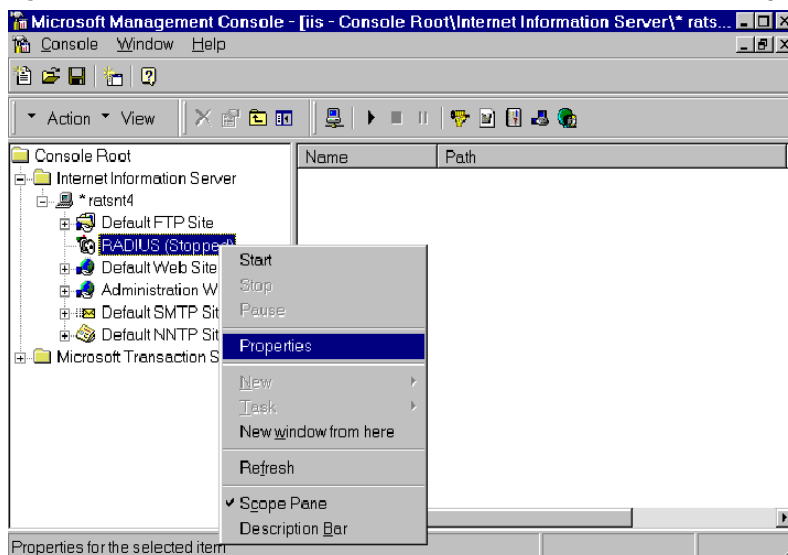 Microsoft Management Console - [iis - Console Root\Internet Information Server\* rats...
Console Window Help
Action View
Console Root
Internet Information Server
* ratsnt4
Default FTP Site
RADIUS (Stopped)
Default Web Site
Administration W
Default SMTP Sit
Default NNTP Sit
Microsoft Transaction S
Name Path
Start
Stop
Pause
Properties
New
Task
New window from here
Refresh
Scope Pane
Description Bar
Properties for the selected item